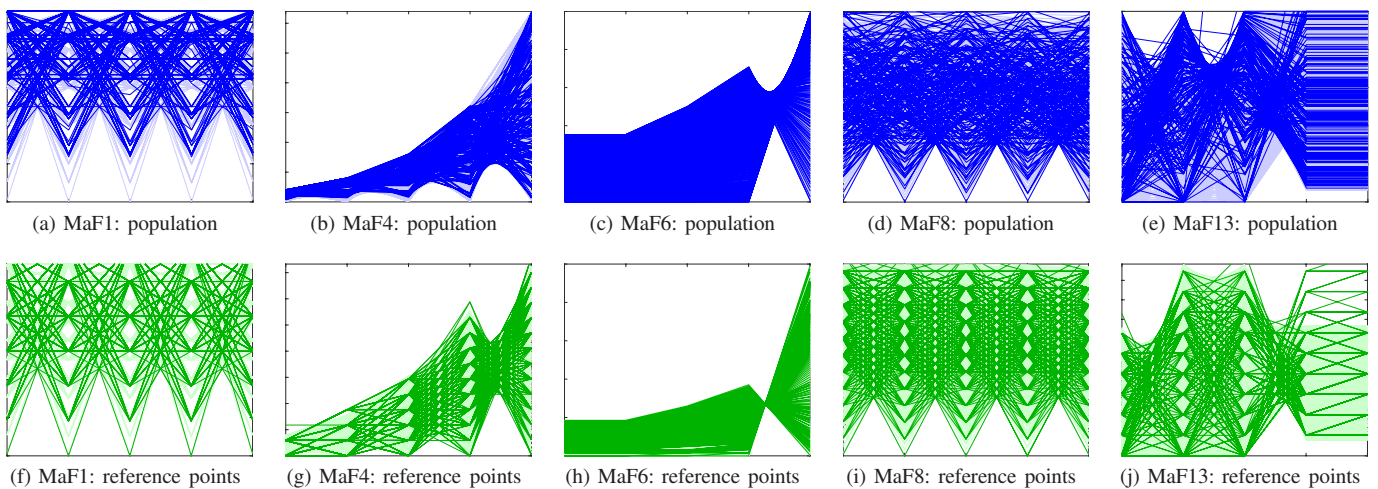 (a) MaF1: population
(b) MaF4: population
(c) MaF6: population
(d) MaF8: population
(e) MaF13: population
(f) MaF1: reference points
(g) MaF4: reference points
(h) MaF6: reference points
(i) MaF8: reference points
(j) MaF13: reference points